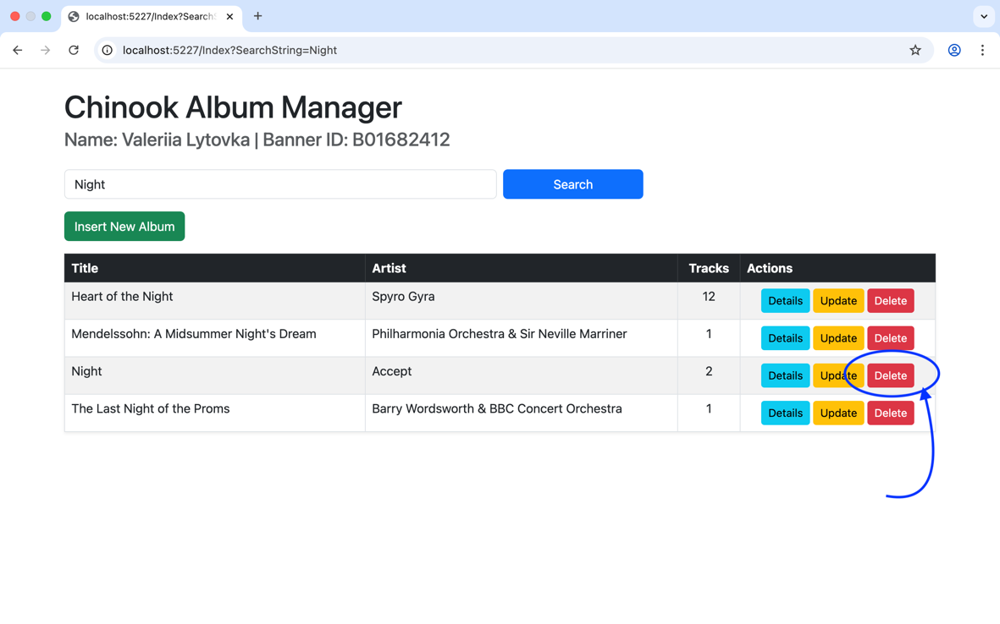 localhost:5227/Index?Search
localhost:5227/Index?SearchString=Night
Chinook Album Manager
Name: Valeriia Lytovka | Banner ID: B01682412
Night Search
Insert New Album
Title Artist Tracks Actions
Heart of the Night Spyro Gyra 12 Details Update Delete
Mendelssohn: A Midsummer Night's Dream Philharmonia Orchestra & Sir Neville Marriner 1 Details Update Delete
Night Accept 2 Details Update Delete
The Last Night of the Proms Barry Wordsworth & BBC Concert Orchestra 1 Details Update Delete